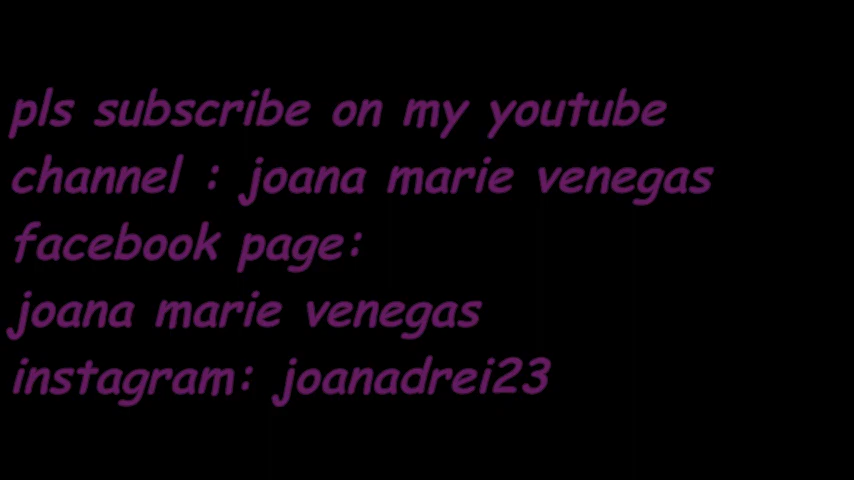 pls subscribe on my youtube
channel : joana marie venegas
facebook page:
joana marie venegas
instagram: joanadrei23